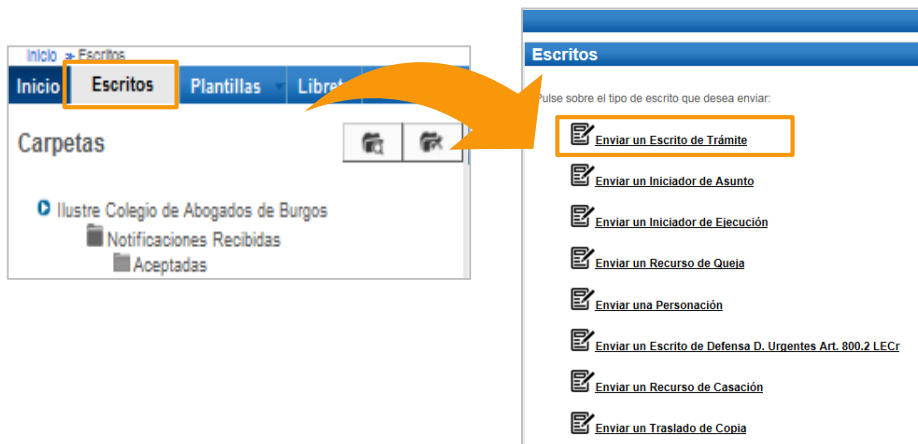 Inicio Escritos
Inicio Escritos Plantillas
Carpetas
Ilustre Colegio de Abogados de Burgos
Notificaciones Recibidas
Aceptadas
Escritos
Pulse sobre el tipo de escrito que desea enviar:
Enviar un Escrito de Trámite
Enviar un Iniciador de Asunto
Enviar un Iniciador de Ejecución
Enviar un Recurso de Queja
Enviar una Personación
Enviar un Escrito de Defensa D. Urgentes Art. 800.2 LECr
Enviar un Recurso de Casación
Enviar un Traslado de Copia